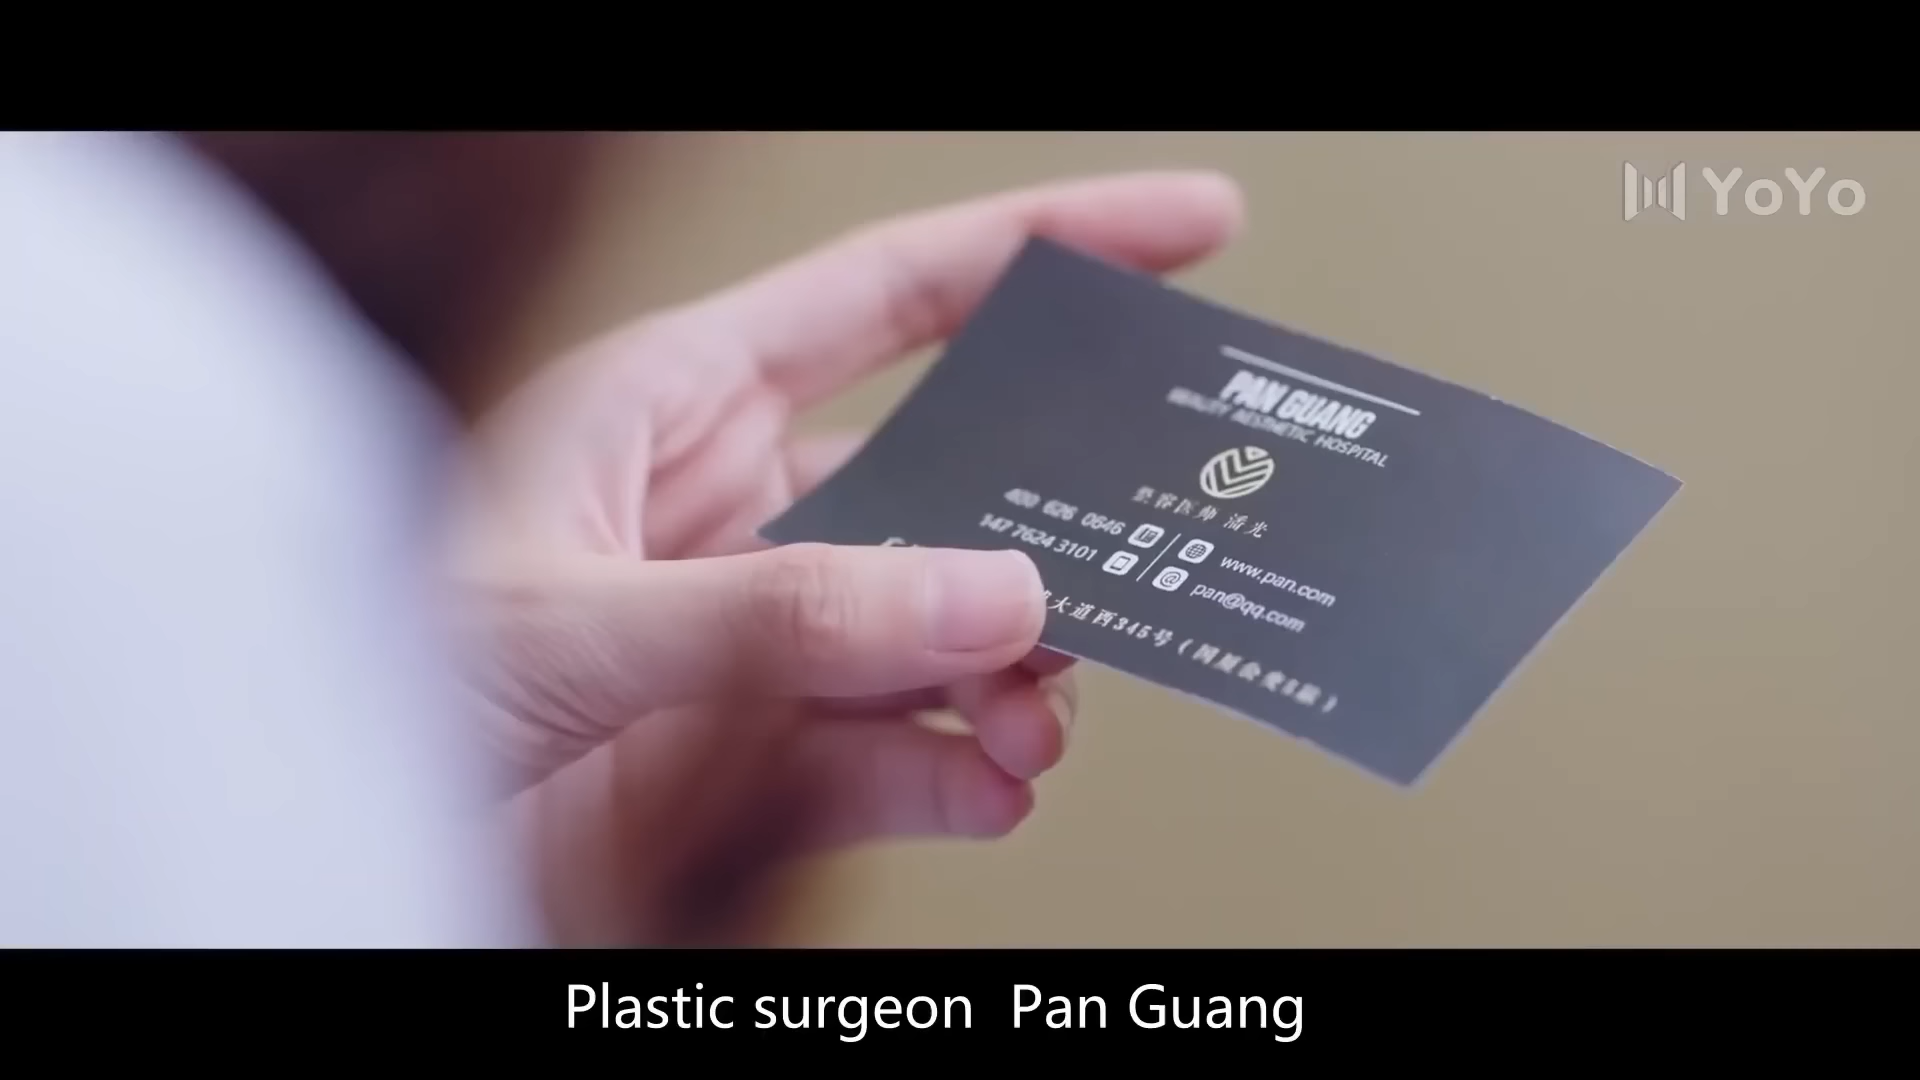 YoYo
PAN GUANG
BEAUTY AESTHETIC HOSPITAL
整容医师 潘光
400 626 0646
147 7624 3101
www.pan.com
pan@qq.com
大道西345号（
Plastic surgeon Pan Guang